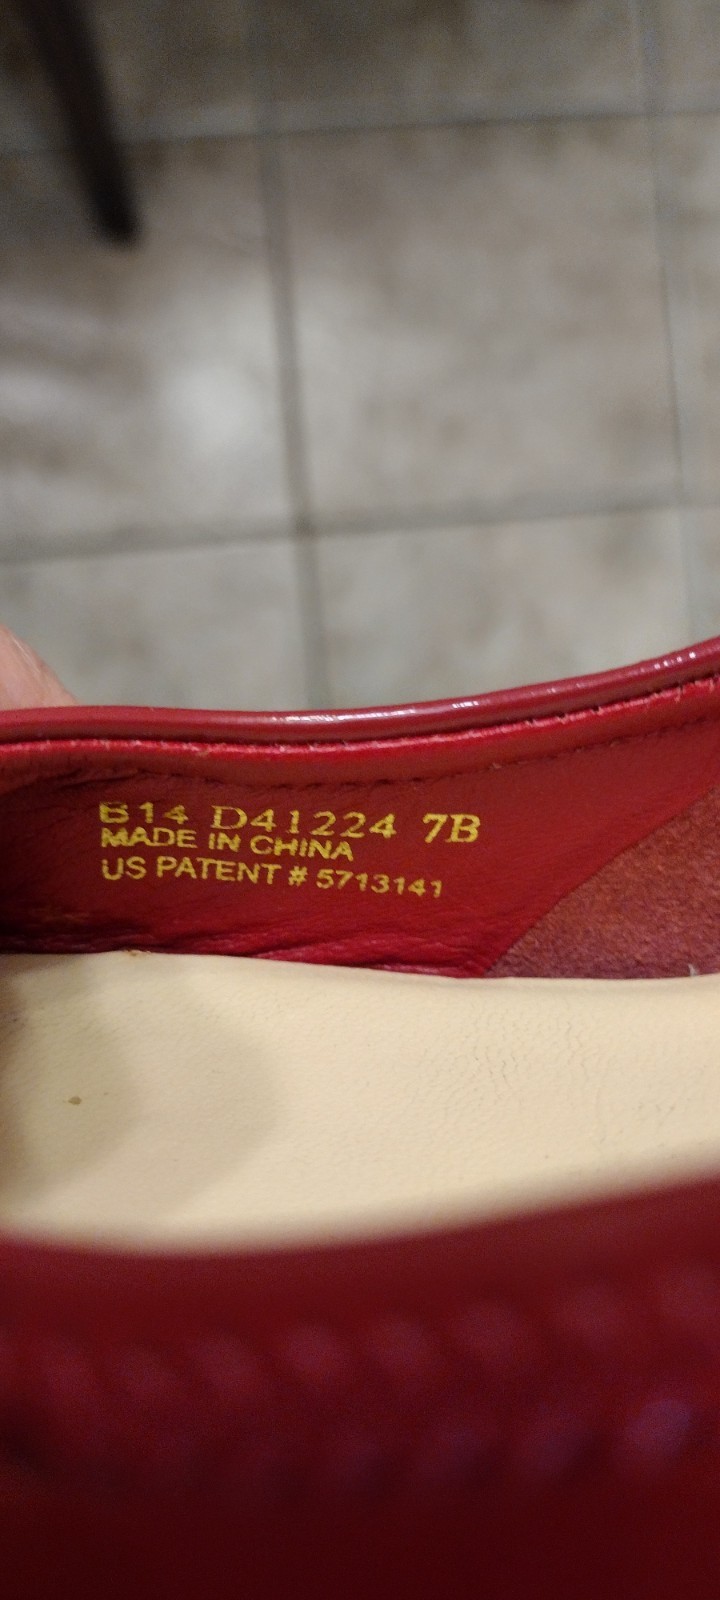 B14 D41224 7B
MADE IN CHINA
US PATENT # 5713141